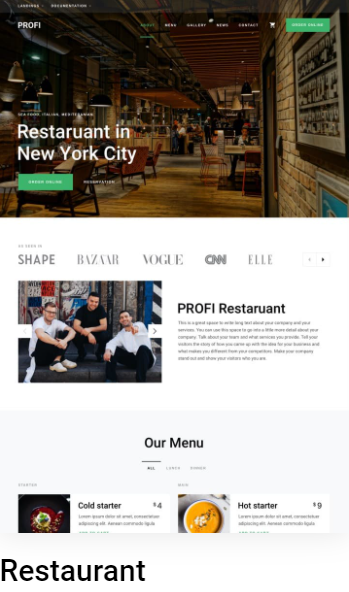 LANDINGS DOCUMENTATION
PROFI
ABOUT MENU GALLERY NEWS CONTACT ORDER ONLINE
SEA FOOD, ITALIAN, MEDITERANIAN
Restaruant in
New York City
ORDER ONLINE RESERVATION
AS SEEN IN
SHAPE BAZAAR VOGUE CNN ELLE
PROFI Restaruant
This is a great space to write long text about your company and your
services. You can use this space to go into a little more detail about your
company. Talk about your team and what services you provide. Tell your
visitors the story of how you came up with the idea for your business and
what makes you different from your competitors. Make your company
stand out and show your visitors who you are.
Our Menu
ALL LUNCH DINNER
STARTER MAIN
Cold starter $4
Lorem ipsum dolor sit amet, consectetuer
adipiscing elit. Aenean commodo ligula
Hot starter $9
Lorem ipsum dolor sit amet, consectetuer
adipiscing elit. Aenean commodo ligula
Restaurant